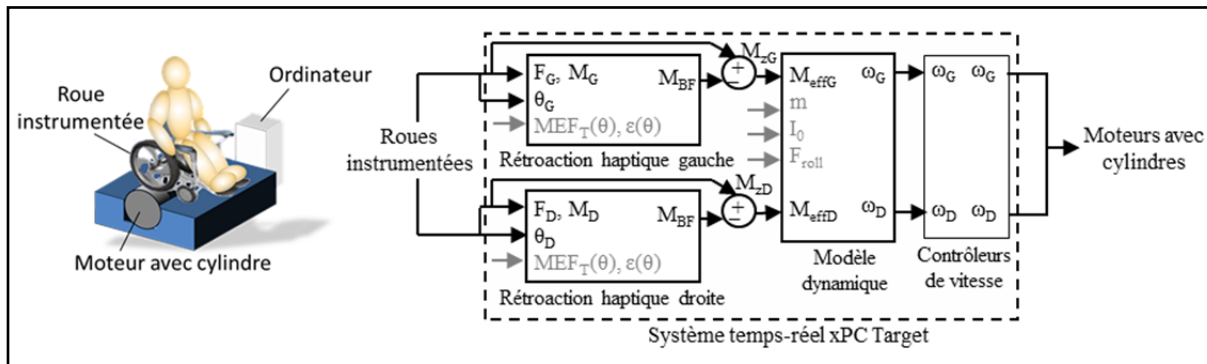 Ordinateur
Roue
instrumentée
Moteur avec cylindre
Roues
instrumentées
F_G, M_G
θ_G
MEF_T(θ), ε(θ)
M_BF
Rétroaction haptique gauche
M_zG
+
−
F_D, M_D
θ_D
MEF_T(θ), ε(θ)
M_BF
Rétroaction haptique droite
M_zD
+
−
M_effG ω_G
m
I_0
F_roll
M_effD ω_D
Modèle
dynamique
ω_G ω_G
ω_D ω_D
Contrôleurs
de vitesse
Moteurs avec
cylindres
Système temps-réel xPC Target